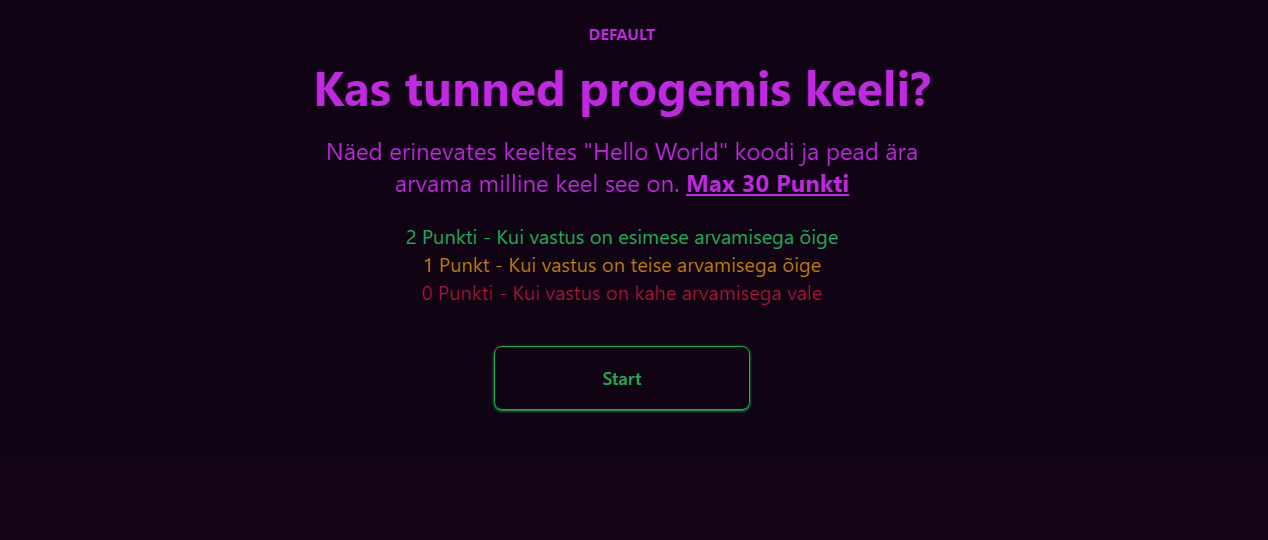 DEFAULT
Kas tunned progemis keeli?
Näed erinevates keeltes "Hello World" koodi ja pead ära
arvama milline keel see on. Max 30 Punkti
2 Punkti - Kui vastus on esimese arvamisega õige
1 Punkt - Kui vastus on teise arvamisega õige
0 Punkti - Kui vastus on kahe arvamisega vale
Start